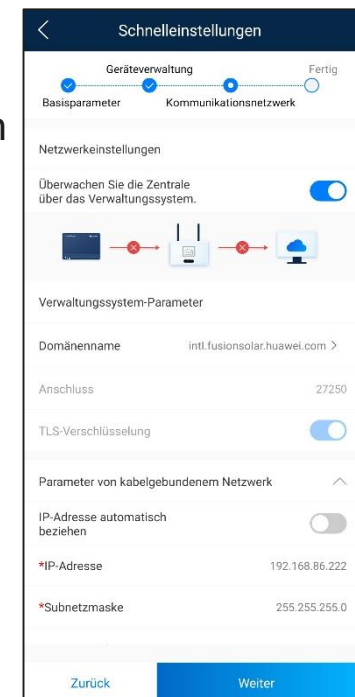 Schnelleinstellungen
Geräteverwaltung Fertig
Basisparameter Kommunikationsnetzwerk
n
Netzwerkeinstellungen
Überwachen Sie die Zentrale
über das Verwaltungssystem.
Verwaltungssystem-Parameter
Domänenname intl.fusionsolar.huawei.com >
Anschluss 27250
TLS-Verschlüsselung
Parameter von kabelgebundenem Netzwerk
IP-Adresse automatisch
beziehen
*IP-Adresse 192.168.86.222
*Subnetzmaske 255.255.255.0
Zurück Weiter